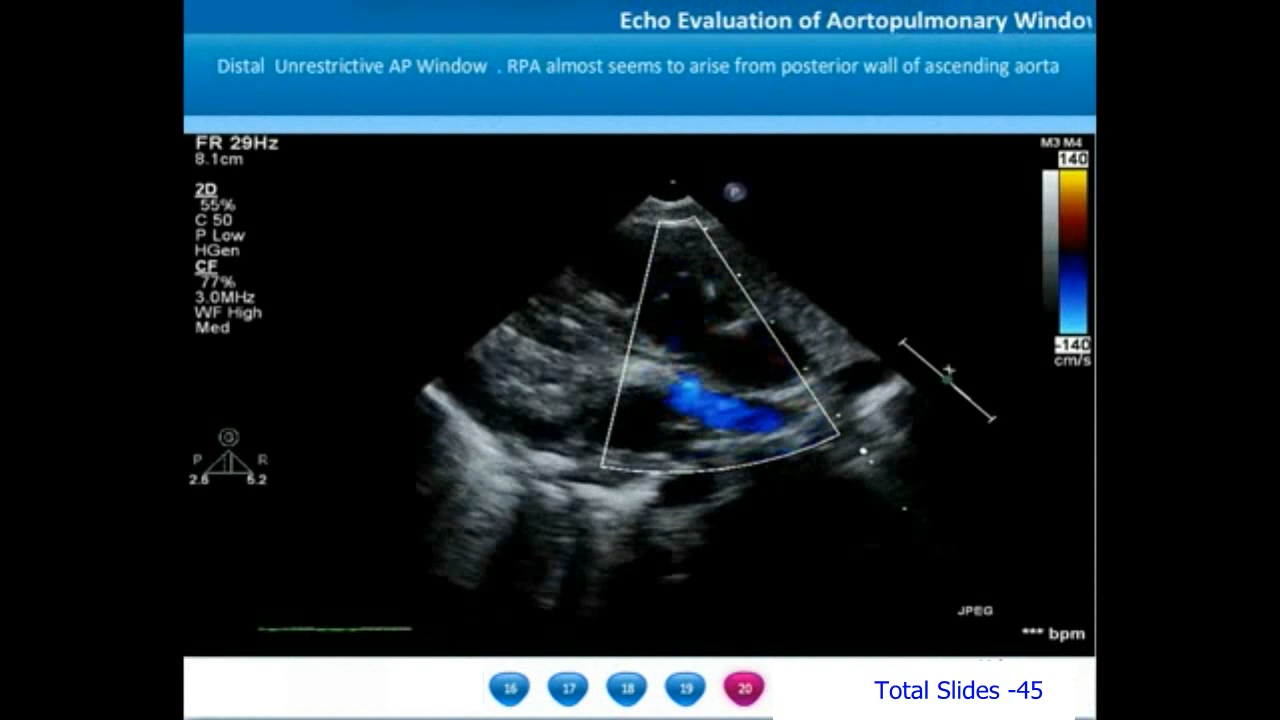 Echo Evaluation of Aortopulmonary Window
Distal Unrestrictive AP Window . RPA almost seems to arise from posterior wall of ascending aorta
FR 29Hz
8.1cm
2D
55%
C 50
P Low
HGen
CF
77%
3.0MHz
WF High
Med
M3 M4
140
-140
cm/s
P
G
P R
2.6 5.2
JPEG
*** bpm
16 17 18 19 20
Total Slides -45